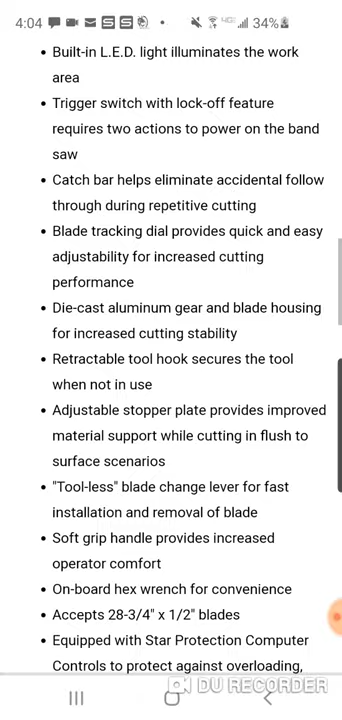 4:04 34%
Built-in L.E.D. light illuminates the work
area
Trigger switch with lock-off feature
requires two actions to power on the band
saw
Catch bar helps eliminate accidental follow
through during repetitive cutting
Blade tracking dial provides quick and easy
adjustability for increased cutting
performance
Die-cast aluminum gear and blade housing
for increased cutting stability
Retractable tool hook secures the tool
when not in use
Adjustable stopper plate provides improved
material support while cutting in flush to
surface scenarios
"Tool-less" blade change lever for fast
installation and removal of blade
Soft grip handle provides increased
operator comfort
On-board hex wrench for convenience
Accepts 28-3/4" x 1/2" blades
Equipped with Star Protection Computer
Controls to protect against overloading,
DU RECORDER